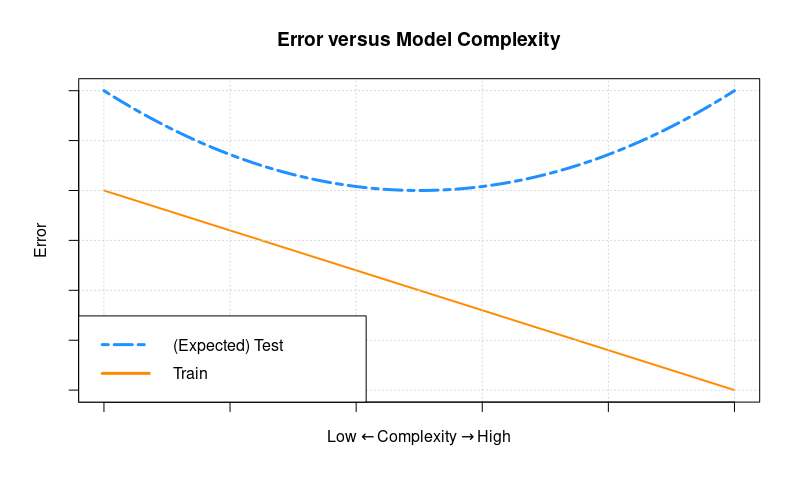 Error versus Model Complexity
Error
(Expected) Test
Train
Low ← Complexity → High